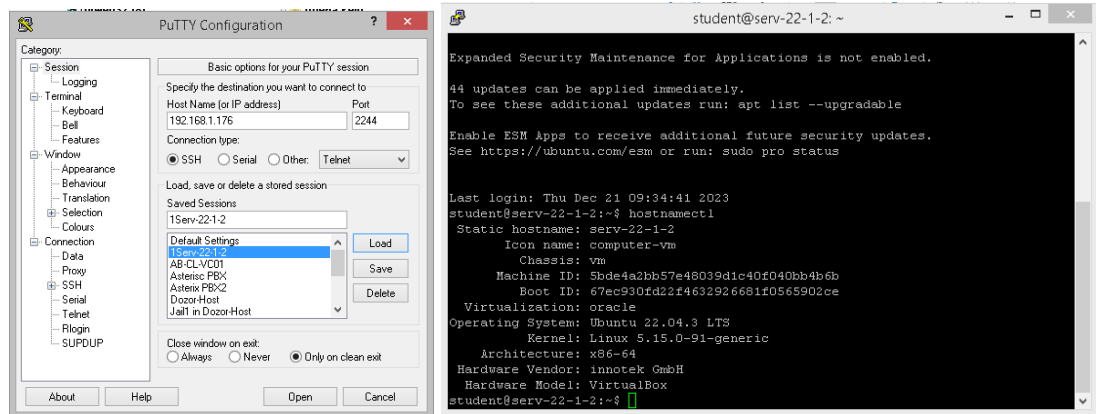 PuTTY Configuration
?
Category:
Session
Logging
Terminal
Keyboard
Bell
Features
Window
Appearance
Behaviour
Translation
Selection
Colours
Connection
Data
Proxy
SSH
Serial
Telnet
Rlogin
SUPDUP
Basic options for your PuTTY session
Specify the destination you want to connect to
Host Name (or IP address) Port
192.168.1.176 2244
Connection type:
SSH Serial Other: Telnet
Load, save or delete a stored session
Saved Sessions
1Serv-22-1-2
Default Settings
1Serv-22-1-2
AB-CL-VC01
Asterisc PBX
Asterix PBX2
Dozor-Host
Jail1 in Dozor-Host
Load
Save
Delete
Close window on exit:
Always Never Only on clean exit
About Help Open Cancel
student@serv-22-1-2: ~
Expanded Security Maintenance for Applications is not enabled.
44 updates can be applied immediately.
To see these additional updates run: apt list --upgradable
Enable ESM Apps to receive additional future security updates.
See https://ubuntu.com/esm or run: sudo pro status
Last login: Thu Dec 21 09:34:41 2023
student@serv-22-1-2:~$ hostnamectl
Static hostname: serv-22-1-2
Icon name: computer-vm
Chassis: vm
Machine ID: 5bde4a2bb57e48039d1c40f040bb4b6b
Boot ID: 67ec930fd22f4632926681f0565902ce
Virtualization: oracle
Operating System: Ubuntu 22.04.3 LTS
Kernel: Linux 5.15.0-91-generic
Architecture: x86-64
Hardware Vendor: innotek GmbH
Hardware Model: VirtualBox
student@serv-22-1-2:~$